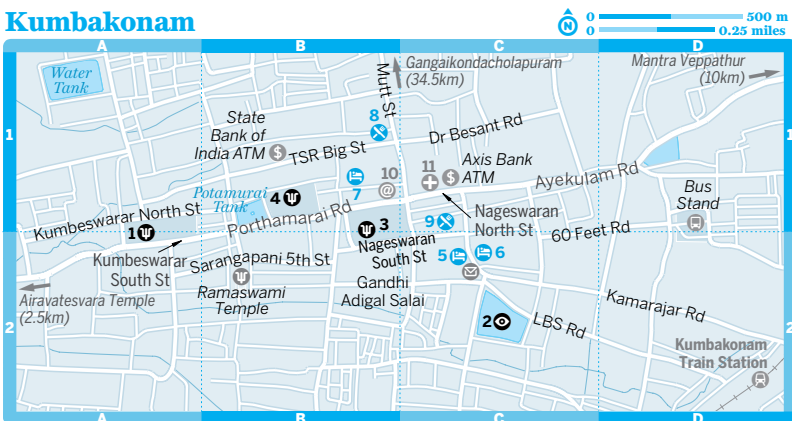 Kumbakonam
N
0 500 m
0 0.25 miles
A
B
C
D
Water
Tank
Mutt St
Gangaikondacholapuram
(34.5km)
Mantra Veppathur
(10km)
1
1
State
Bank of
India ATM
$
8
Dr Besant Rd
TSR Big St
10
@
11
$
Axis Bank
ATM
Ayekulam Rd
7
Potamurai
Tank
4
Bus
Stand
Kumbeswarar North St
Porthamarai Rd
9
Nageswaran
North St
1
3
60 Feet Rd
Kumbeswarar
South St
Sarangapani 5th St
Nageswaran
South St
5
6
Ramaswami
Temple
Gandhi
Adigal Salai
Airavatesvara Temple
(2.5km)
Kamarajar Rd
2
2
2
LBS Rd
Kumbakonam
Train Station
A
B
C
D